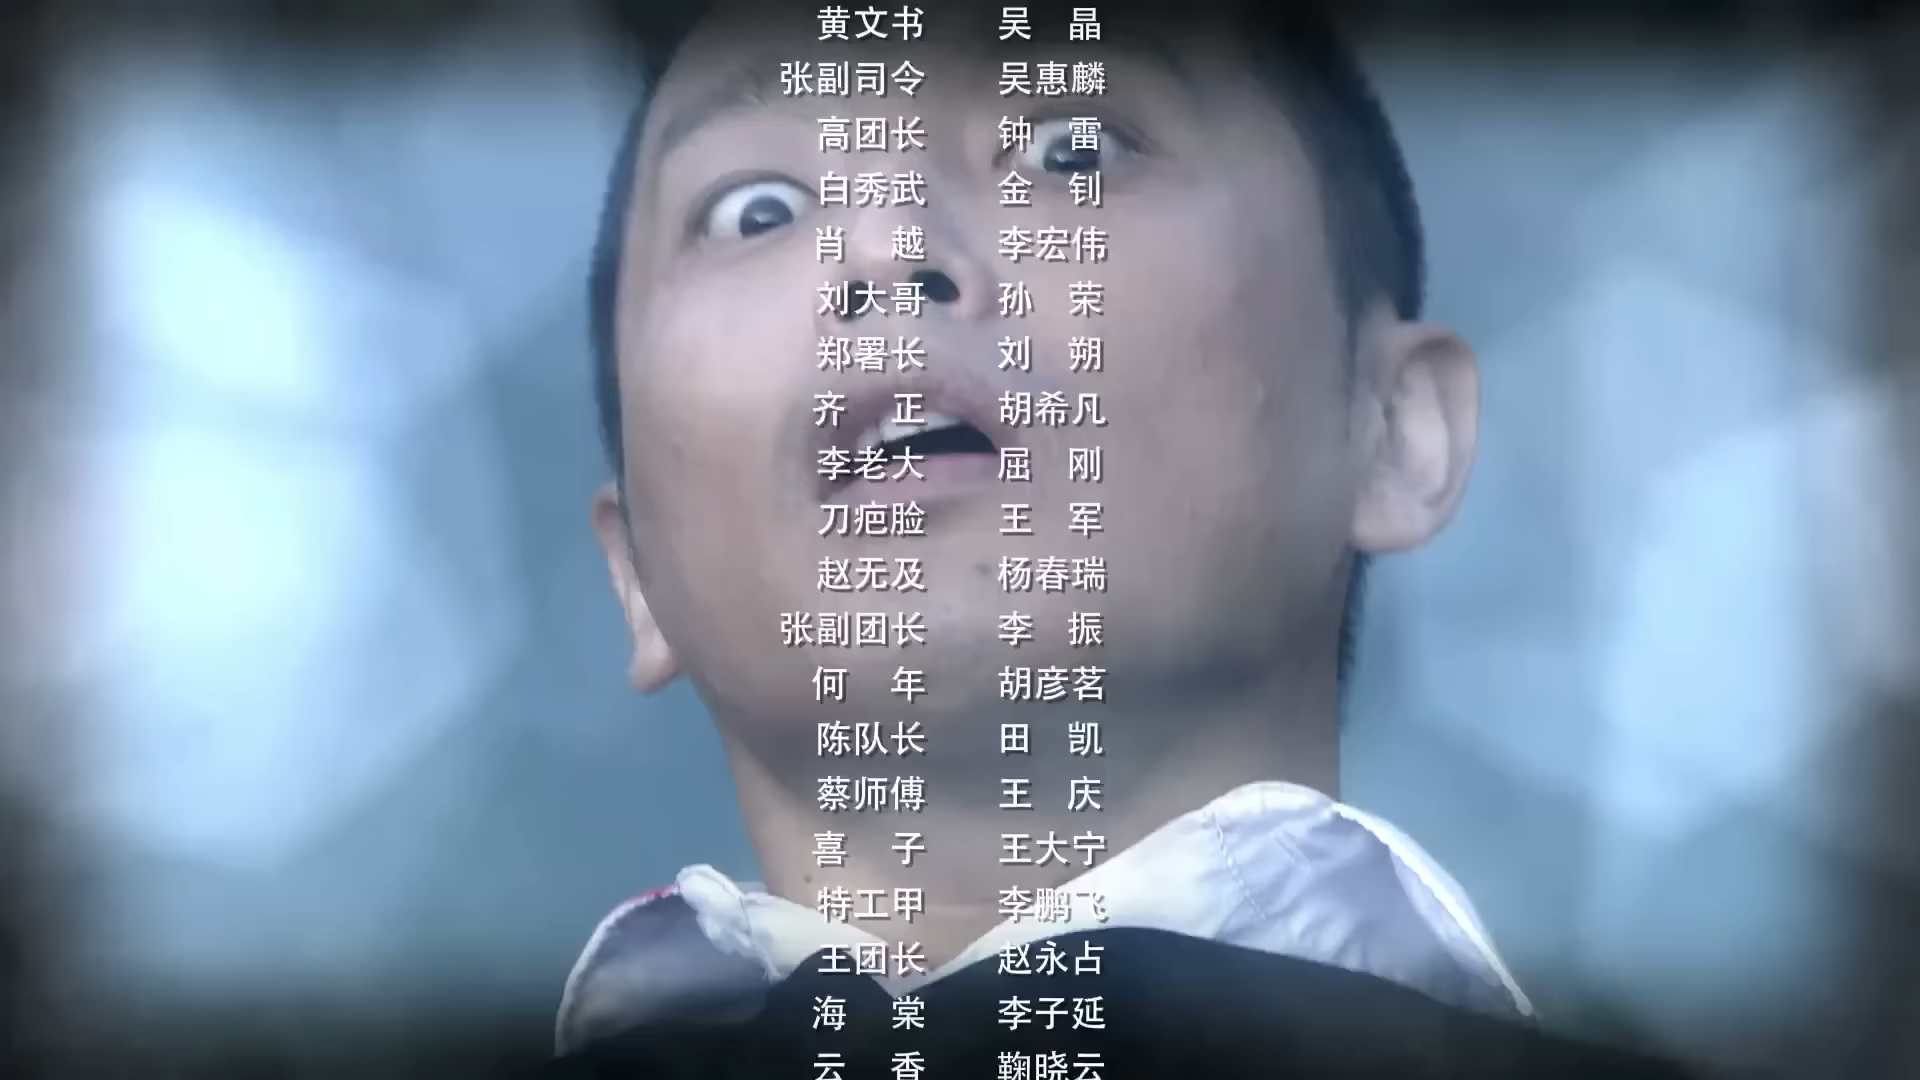 黄文书 吴 晶
张副司令 吴惠麟
高团长 钟 雷
白秀武 金 钊
肖 越 李宏伟
刘大哥 孙 荣
郑署长 刘 朔
齐 正 胡希凡
李老大 屈 刚
刀疤脸 王 军
赵无及 杨春瑞
张副团长 李 振
何 年 胡彦茗
陈队长 田 凯
蔡师傅 王 庆
喜 子 王大宁
特工甲 李鹏飞
王团长 赵永占
海 棠 李子延
云 香 鞠晓云